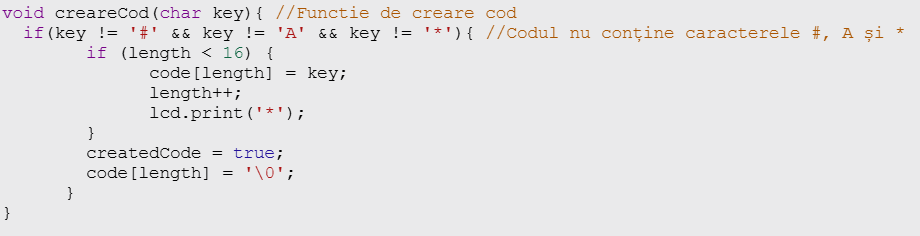 void creareCod(char key){ //Functie de creare cod
  if(key != '#' && key != 'A' && key != '*'){ //Codul nu conține caracterele #, A și *
        if (length < 16) {
              code[length] = key;
              length++;
              lcd.print('*');
        }
        createdCode = true;
        code[length] = '\0';
      }
}